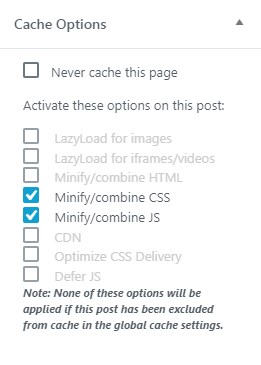 Cache Options
Never cache this page
Activate these options on this post:
LazyLoad for images
LazyLoad for iframes/videos
Minify/combine HTML
Minify/combine CSS
Minify/combine JS
CDN
Optimize CSS Delivery
Defer JS
Note: None of these options will be
applied if this post has been excluded
from cache in the global cache settings.